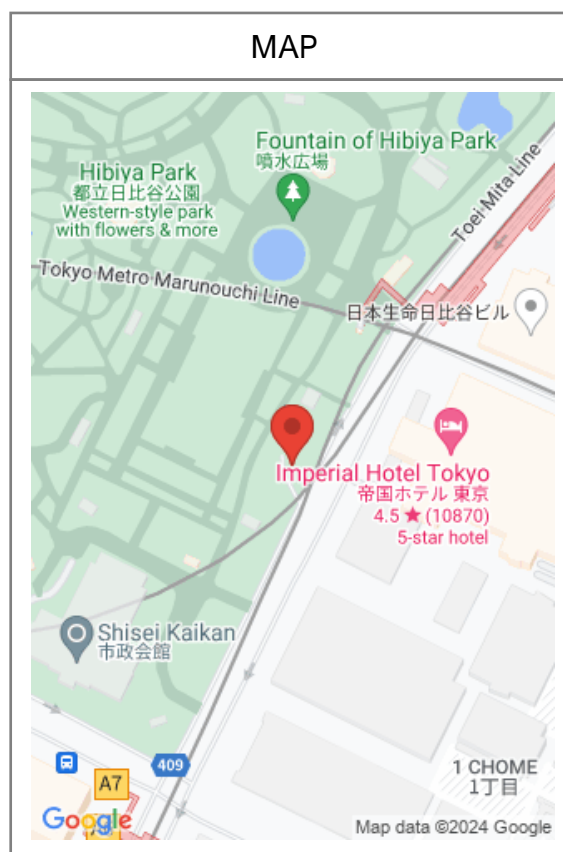 MAP
Fountain of Hibiya Park
噴水広場
Hibiya Park
都立日比谷公園
Western-style park
with flowers & more
Toei Mita Line
Tokyo Metro Marunouchi Line
日本生命日比谷ビル
Imperial Hotel Tokyo
帝国ホテル 東京
4.5 ★ (10870)
5-star hotel
Shisei Kaikan
市政会館
409
A7
1 CHOME
1丁目
Google
Map data ©2024 Google